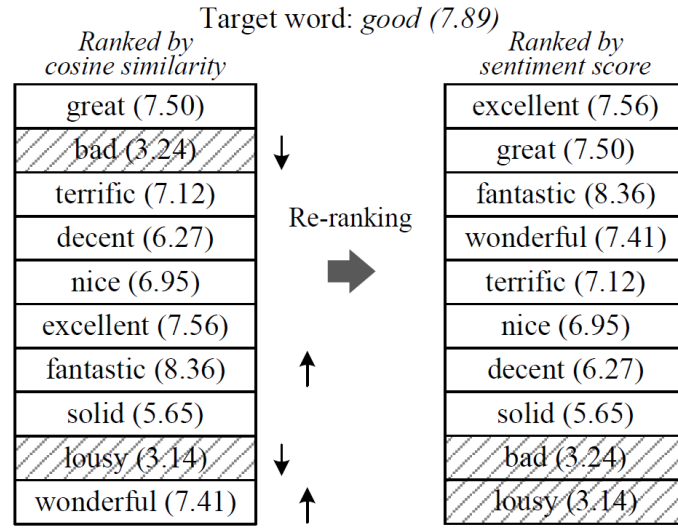 Target word: good (7.89)
Ranked by
cosine similarity
great (7.50)
bad (3.24)
terrific (7.12)
decent (6.27)
nice (6.95)
excellent (7.56)
fantastic (8.36)
solid (5.65)
lousy (3.14)
wonderful (7.41)
Re-ranking
Ranked by
sentiment score
excellent (7.56)
great (7.50)
fantastic (8.36)
wonderful (7.41)
terrific (7.12)
nice (6.95)
decent (6.27)
solid (5.65)
bad (3.24)
lousy (3.14)